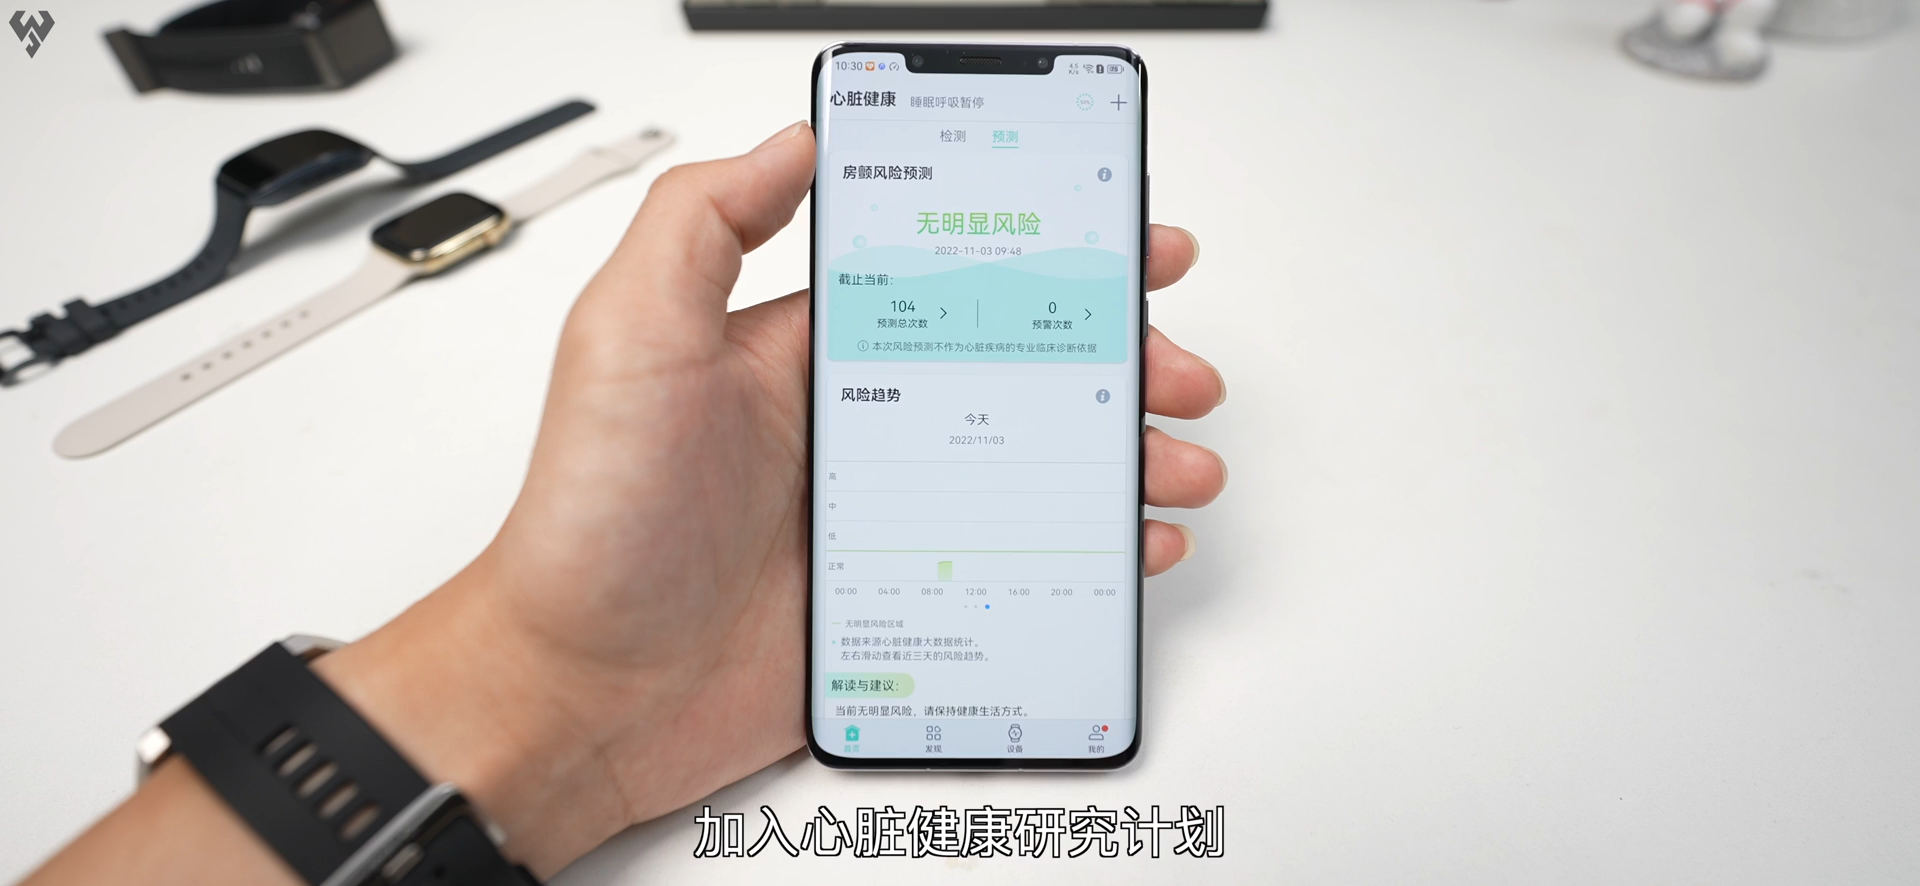 10:30
心脏健康 睡眠呼吸暂停
检测 预测
房颤风险预测
无明显风险
2022-11-03 09:48
截止当前:
104 0
预测总次数 预警次数
本次风险预测不作为心脏疾病的专业临床诊断依据
风险趋势
今天
2022/11/03
高
中
低
正常
00:00 04:00 08:00 12:00 16:00 20:00 00:00
无明显风险区域
数据来源心脏健康大数据统计。
左右滑动查看近三天的风险趋势。
解读与建议:
当前无明显风险，请保持健康生活方式。
首页 发现 设备 我的
加入心脏健康研究计划